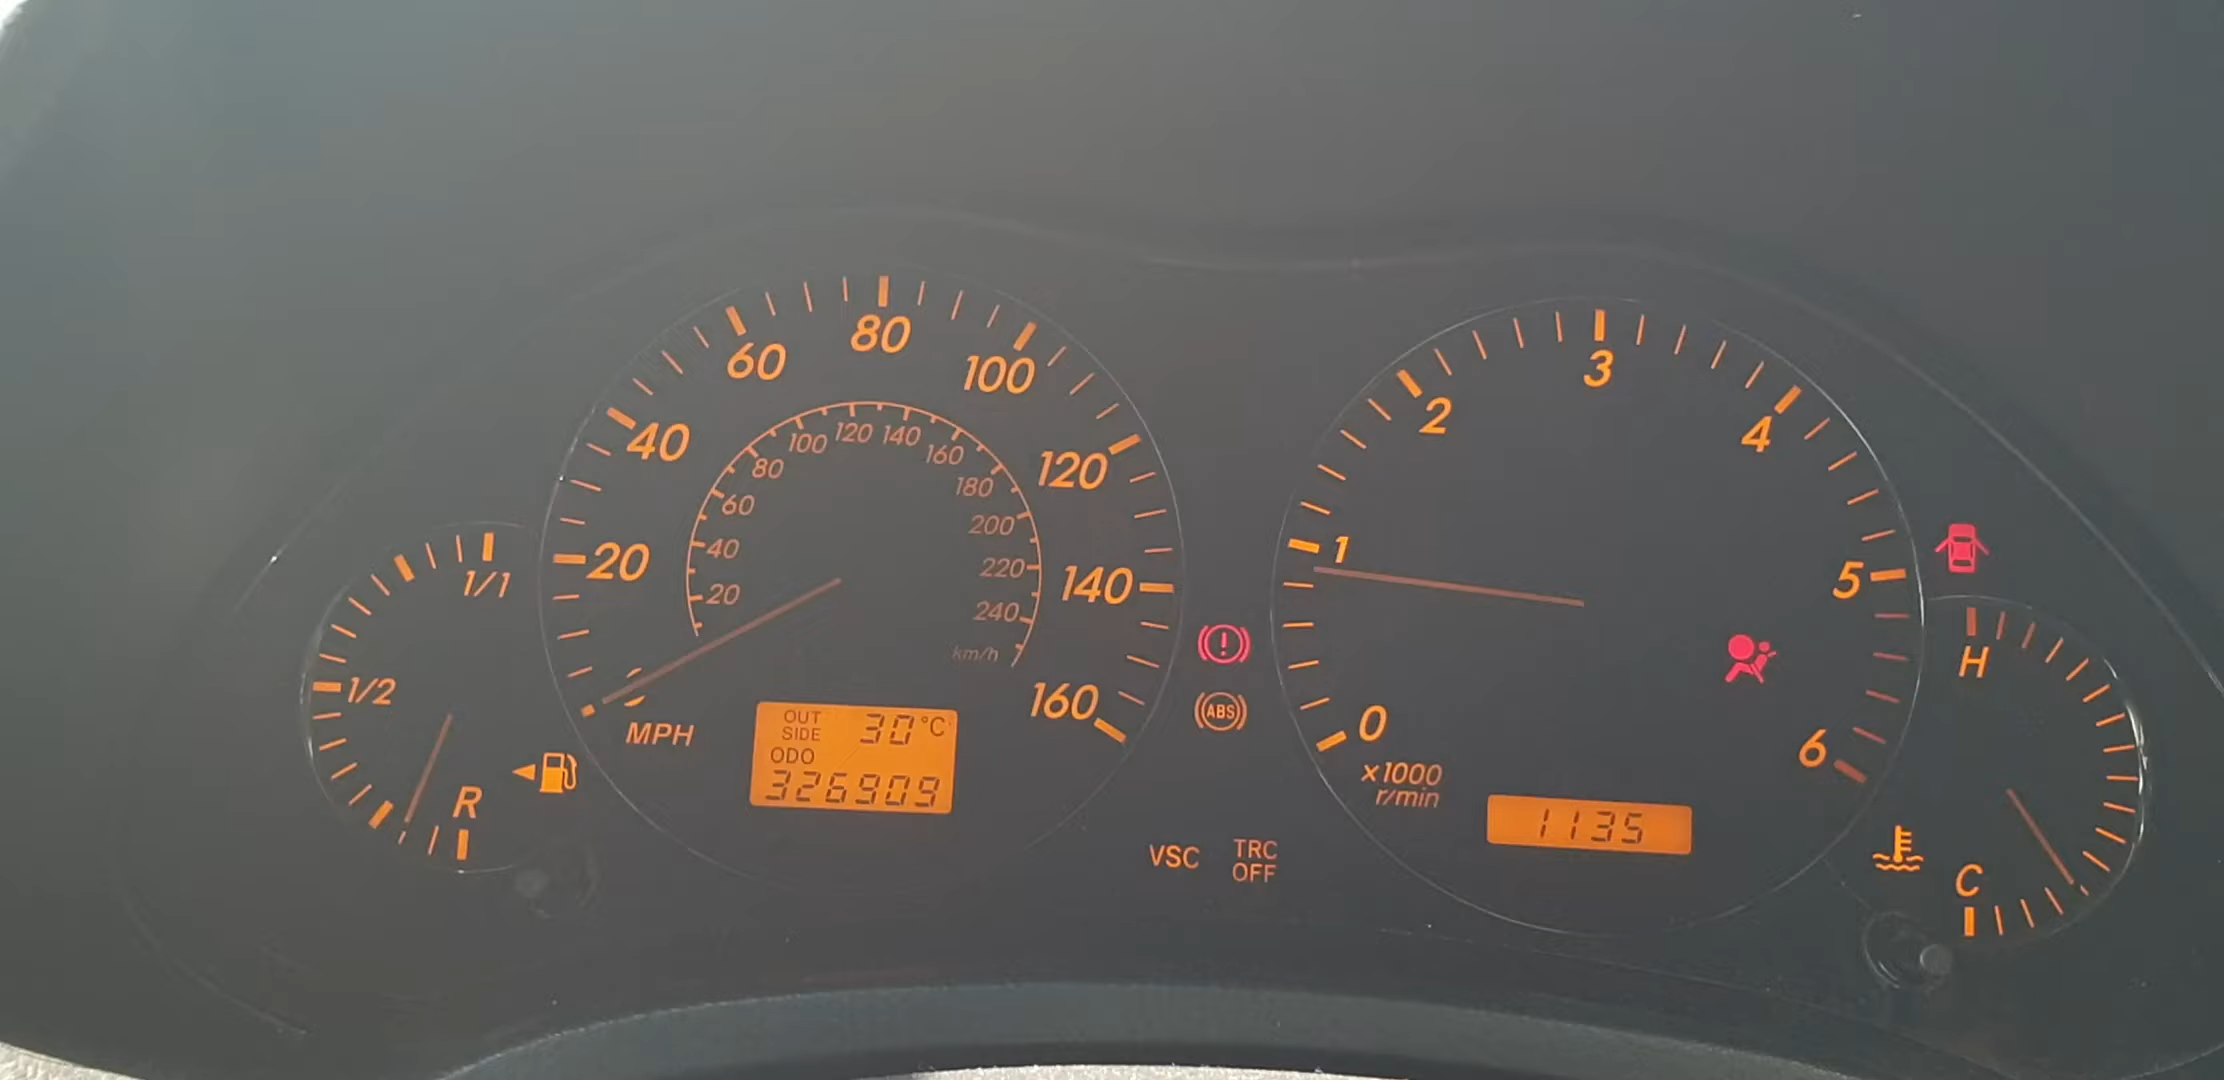 1/1
1/2
R
20
40
60
80
100
120
140
160
MPH
20
40
60
80
100
120
140
160
180
200
220
240
km/h
OUT
SIDE
30°C
ODO
326909
!
ABS
VSC
TRC
OFF
0
1
2
3
4
5
6
x1000
r/min
1135
H
C